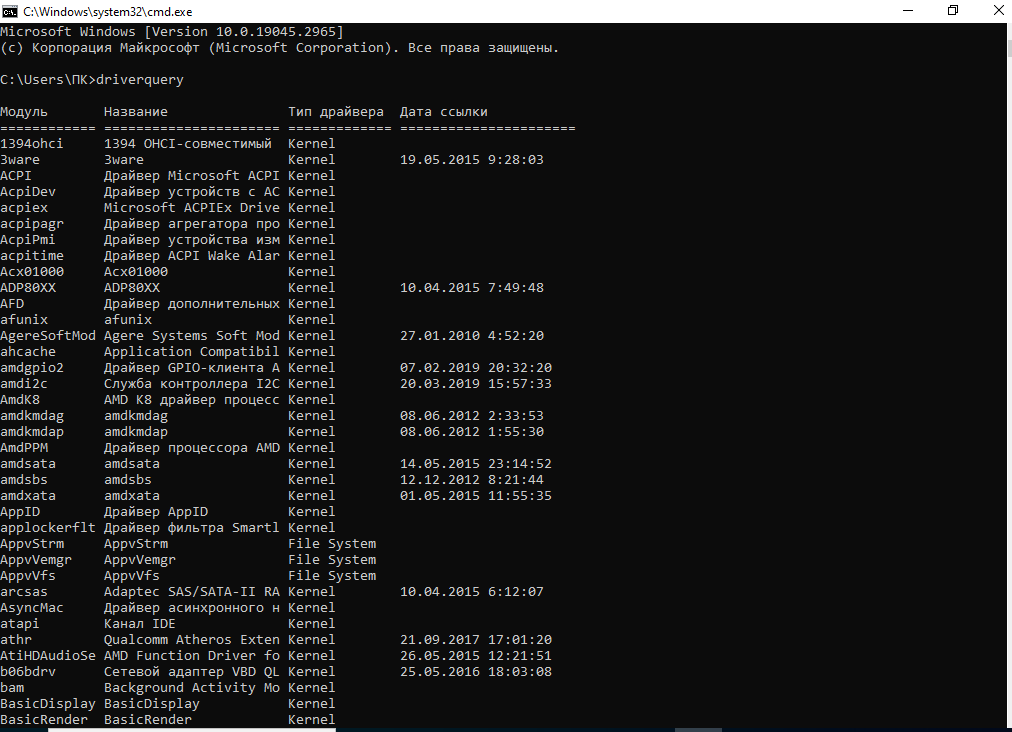 C:\Windows\system32\cmd.exe
Microsoft Windows [Version 10.0.19045.2965]
(c) Корпорация Майкрософт (Microsoft Corporation). Все права защищены.
C:\Users\ПК>driverquery
Модуль       Название               Тип драйвера  Дата ссылки
============ ====================== ============= ======================
1394ohci     1394 OHCI-совместимый  Kernel
3ware        3ware                  Kernel        19.05.2015 9:28:03
ACPI         Драйвер Microsoft ACPI Kernel
AcpiDev      Драйвер устройств с AC Kernel
acpiex       Microsoft ACPIEx Drive Kernel
acpipagr     Драйвер агрегатора про Kernel
AcpiPmi      Драйвер устройства изм Kernel
acpitime     Драйвер ACPI Wake Alar Kernel
Acx01000     Acx01000               Kernel
ADP80XX      ADP80XX                Kernel        10.04.2015 7:49:48
AFD          Драйвер дополнительных Kernel
afunix       afunix                 Kernel
AgereSoftMod Agere Systems Soft Mod Kernel        27.01.2010 4:52:20
ahcache      Application Compatibil Kernel
amdgpio2     Драйвер GPIO-клиента A Kernel        07.02.2019 20:32:20
amdi2c       Служба контроллера I2C Kernel        20.03.2019 15:57:33
AmdK8        AMD K8 драйвер процесс Kernel
amdkmdag     amdkmdag               Kernel        08.06.2012 2:33:53
amdkmdap     amdkmdap               Kernel        08.06.2012 1:55:30
AmdPPM       Драйвер процессора AMD Kernel
amdsata      amdsata                Kernel        14.05.2015 23:14:52
amdsbs       amdsbs                 Kernel        12.12.2012 8:21:44
amdxata      amdxata                Kernel        01.05.2015 11:55:35
AppID        Драйвер AppID          Kernel
applockerflt Драйвер фильтра Smartl Kernel
AppvStrm     AppvStrm               File System
AppvVemgr    AppvVemgr              File System
AppvVfs      AppvVfs                File System
arcsas       Adaptec SAS/SATA-II RA Kernel        10.04.2015 6:12:07
AsyncMac     Драйвер асинхронного н Kernel
atapi        Канал IDE              Kernel
athr         Qualcomm Atheros Exten Kernel        21.09.2017 17:01:20
AtiHDAudioSe AMD Function Driver fo Kernel        26.05.2015 12:21:51
b06bdrv      Сетевой адаптер VBD QL Kernel        25.05.2016 18:03:08
bam          Background Activity Mo Kernel
BasicDisplay BasicDisplay           Kernel
BasicRender  BasicRender            Kernel